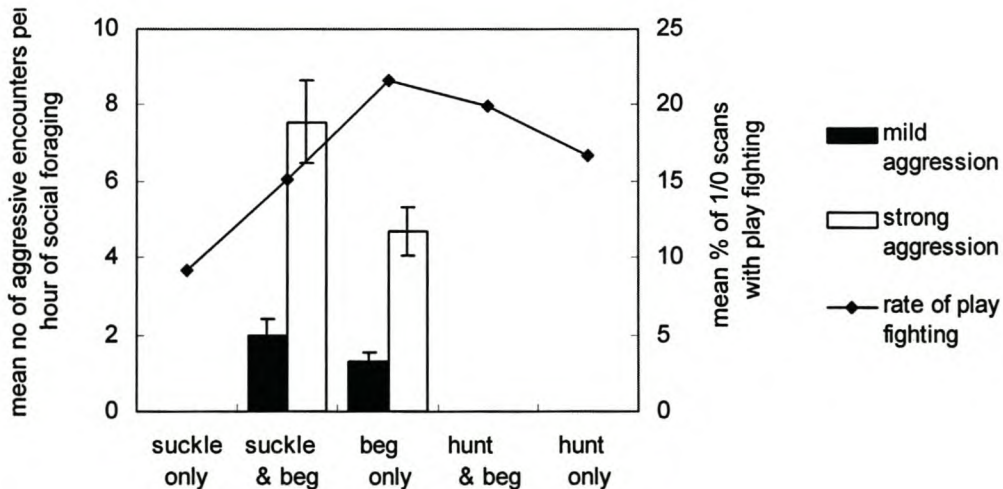 mean no of aggressive encounters per
hour of social foraging
10
8
6
4
2
0
25
20
15
10
5
0
mean % of 1/0 scans
with play fighting
suckle
only
suckle
& beg
beg
only
hunt
& beg
hunt
only
mild
aggression
strong
aggression
rate of play
fighting